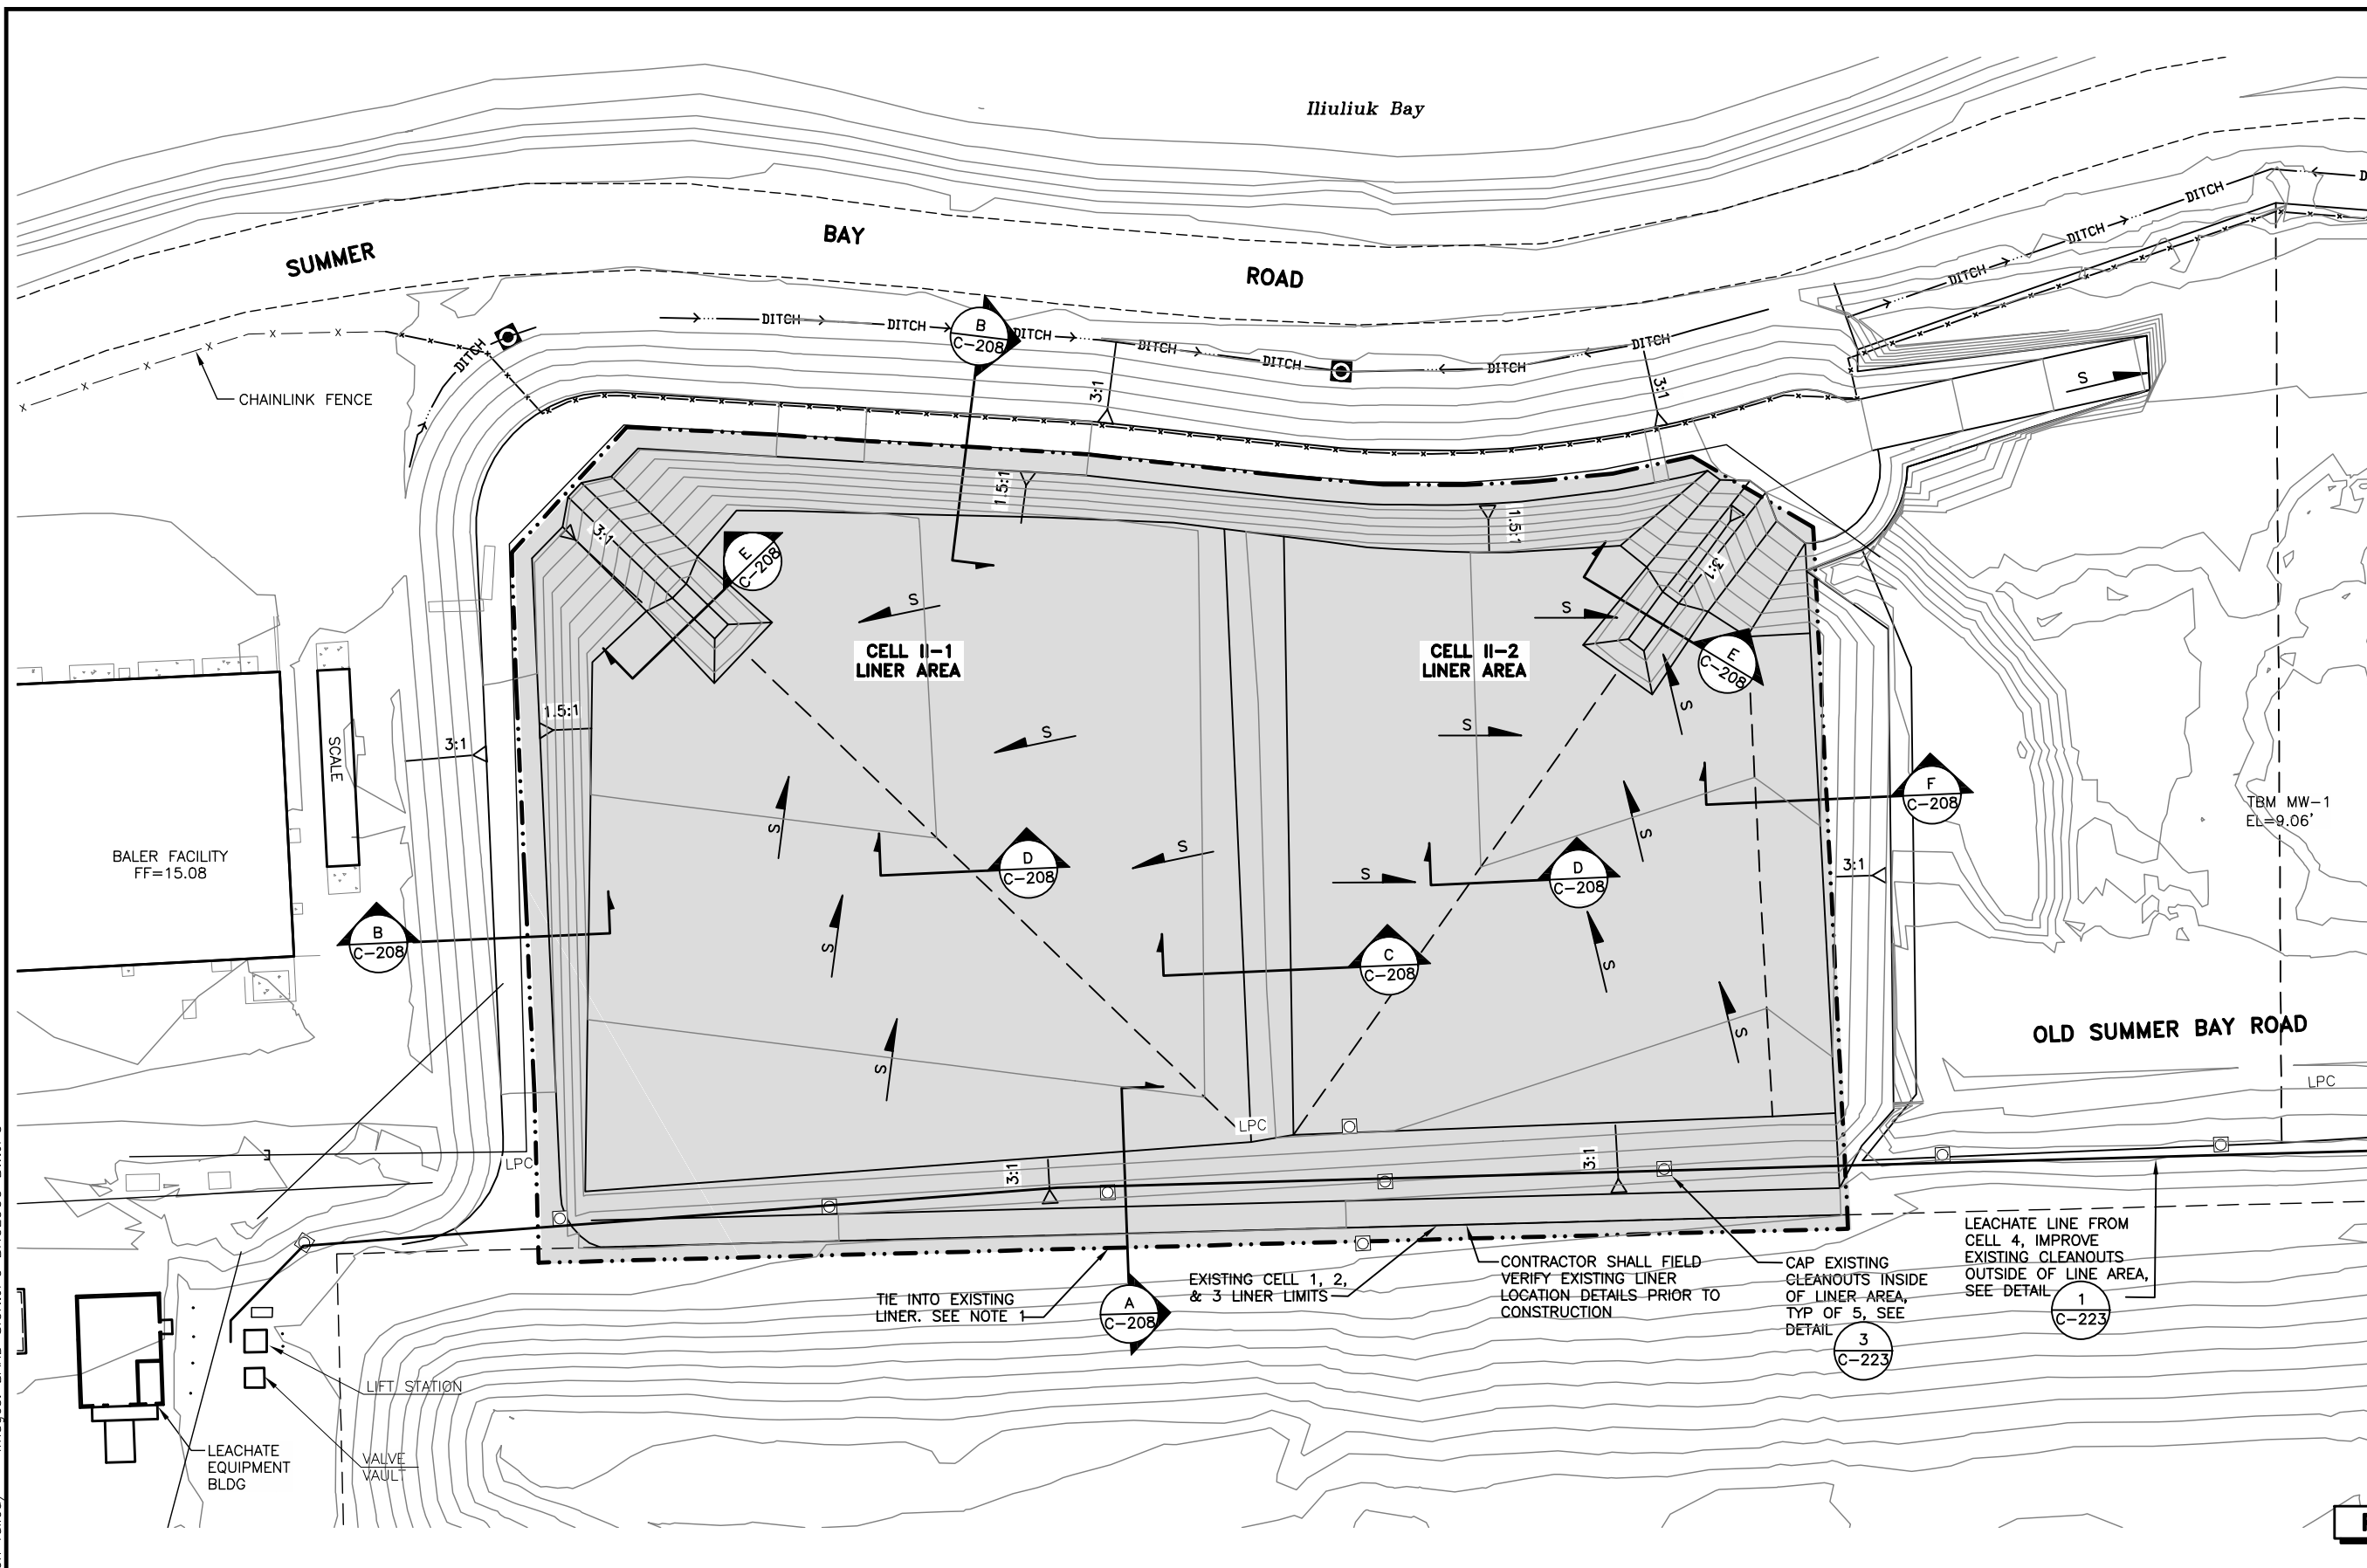 Iliuliuk Bay
SUMMER
BAY
ROAD
DITCH
DITCH
DITCH
DITCH
DITCH
DITCH
DITCH
DITCH
DITCH
DITCH
DITCH
DITCH
CHAINLINK FENCE
B
C-208
3:1
3:1
S
1.5:1
1.5:1
3:1
3:1
E
C-208
E
C-208
S
S
CELL II-1
LINER AREA
CELL II-2
LINER AREA
S
1.5:1
3:1
SCALE
S
S
S
S
S
S
S
D
C-208
D
C-208
F
C-208
3:1
TBM MW-1
EL=9.06'
BALER FACILITY
FF=15.08
B
C-208
S
C
C-208
S
S
S
OLD SUMMER BAY ROAD
LPC
LPC
LPC
3:1
3:1
TIE INTO EXISTING
LINER. SEE NOTE 1
A
C-208
EXISTING CELL 1, 2,
& 3 LINER LIMITS
CONTRACTOR SHALL FIELD
VERIFY EXISTING LINER
LOCATION DETAILS PRIOR TO
CONSTRUCTION
CAP EXISTING
CLEANOUTS INSIDE
OF LINER AREA,
TYP OF 5, SEE
DETAIL
3
C-223
LEACHATE LINE FROM
CELL 4, IMPROVE
EXISTING CLEANOUTS
OUTSIDE OF LINE AREA,
SEE DETAIL
1
C-223
LIFT STATION
VALVE
VAULT
LEACHATE
EQUIPMENT
BLDG